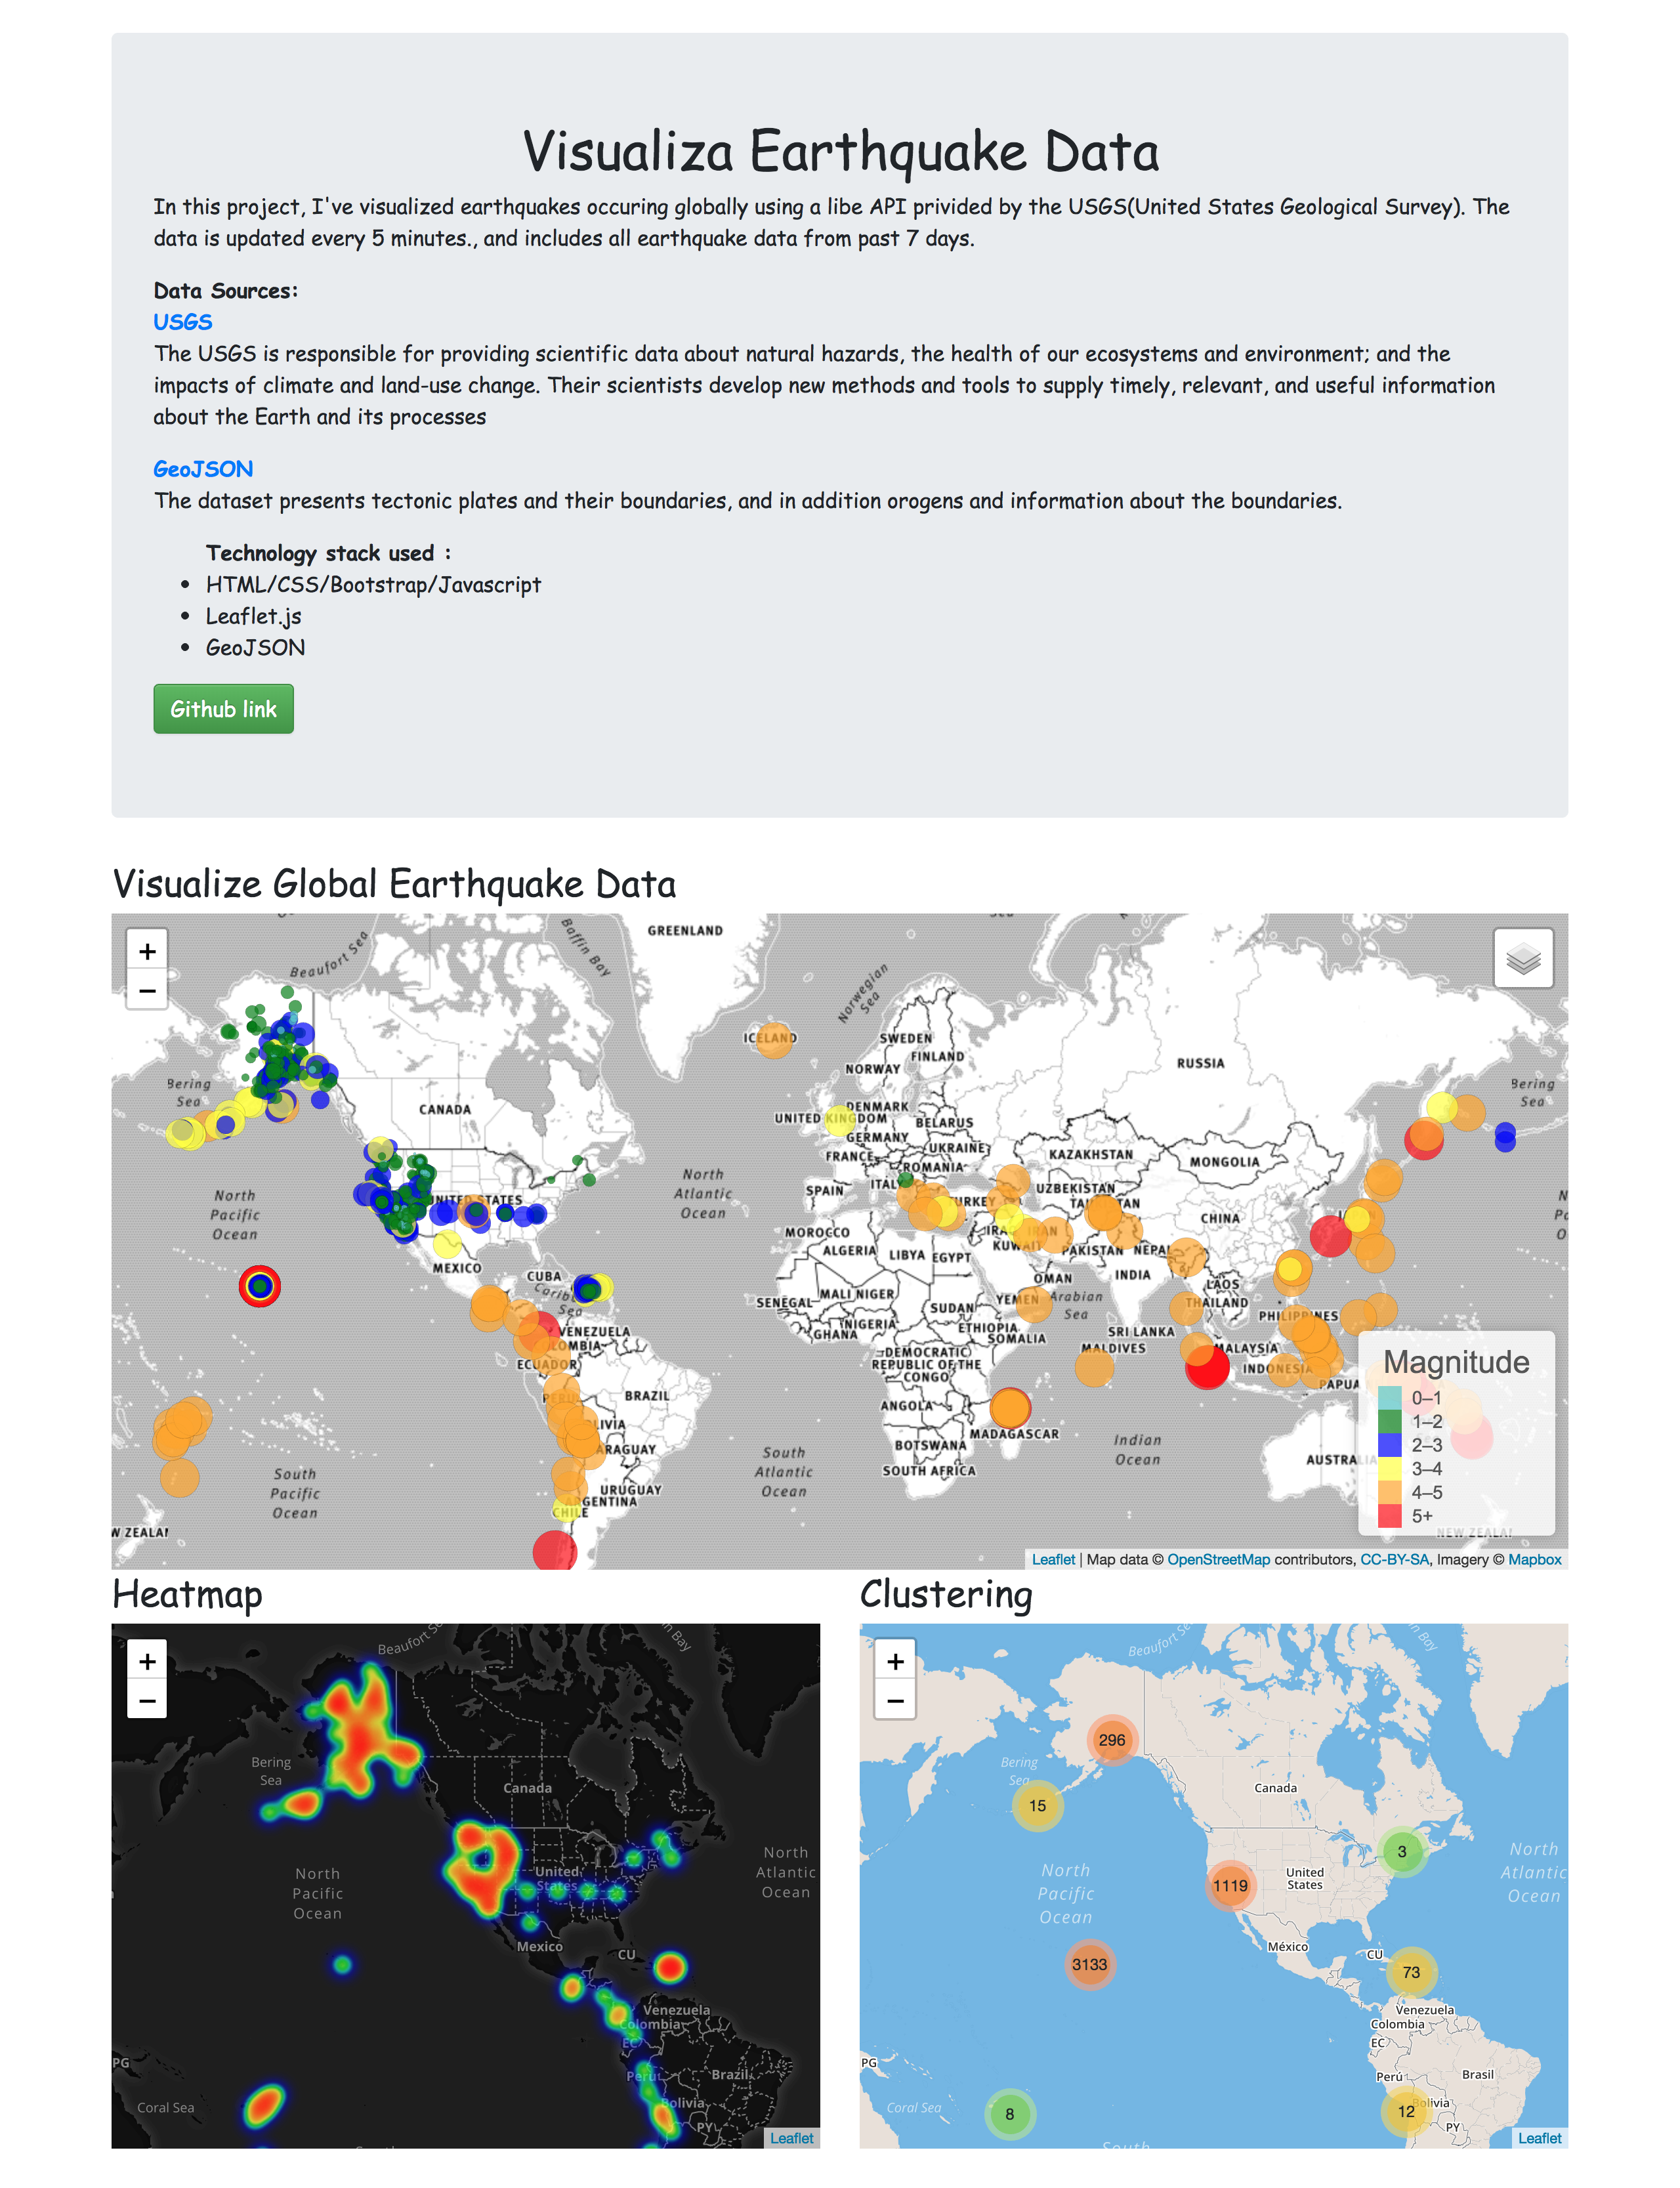 Visualiza Earthquake Data
In this project, I've visualized earthquakes occuring globally using a libe API privided by the USGS(United States Geological Survey). The
data is updated every 5 minutes., and includes all earthquake data from past 7 days.
Data Sources:
USGS
The USGS is responsible for providing scientific data about natural hazards, the health of our ecosystems and environment; and the
impacts of climate and land-use change. Their scientists develop new methods and tools to supply timely, relevant, and useful information
about the Earth and its processes
GeoJSON
The dataset presents tectonic plates and their boundaries, and in addition orogens and information about the boundaries.
Technology stack used :
• HTML/CSS/Bootstrap/Javascript
• Leaflet.js
• GeoJSON
Github link
Visualize Global Earthquake Data
+
−
GREENLAND
Beaufort Sea
Baffin Bay
Norwegian
Sea
ICELAND
SWEDEN
FINLAND
NORWAY
RUSSIA
Bering
Sea
Bering
Sea
CANADA
DENMARK
UNITED KINGDOM
BELARUS
GERMANY
UKRAINE
FRANCE
KAZAKHSTAN
MONGOLIA
ROMANIA
North
Atlantic
Ocean
SPAIN
UZBEKISTAN
UNITED STATES
North
Pacific
Ocean
CHINA
MOROCCO
ALGERIA
LIBYA
EGYPT
KUWAIT
IRAN
PAKISTAN
NEPAL
MEXICO
CUBA
OMAN
INDIA
LAOS
MALI
NIGER
SENEGAL
SUDAN
YEMEN
Arabian
Sea
THAILAND
PHILIPPINES
NIGERIA
GHANA
ETHIOPIA
SOMALIA
SRI LANKA
VENEZUELA
MALDIVES
MALAYSIA
DEMOCRATIC
REPUBLIC OF THE
CONGO
ECUADOR
INDONESIA
PAPUA
BRAZIL
ANGOLA
MADAGASCAR
BOTSWANA
Indian
Ocean
AUSTRALIA
SOUTH AFRICA
South
Atlantic
Ocean
South
Pacific
Ocean
URUGUAY
ARGENTINA
CHILE
Magnitude
0–1
1–2
2–3
3–4
4–5
5+
Leaflet | Map data © OpenStreetMap contributors, CC-BY-SA, Imagery © Mapbox
Heatmap
+
−
Bering
Sea
Canada
United
States
North
Pacific
Ocean
North
Atlantic
Ocean
Mexico
CU
Venezuela
Colombia
EC
PG
Perú
Brazil
Coral Sea
Bolivia
PY
Leaflet
Clustering
+
−
296
Bering
Sea
15
Canada
3
1119
United
States
North
Pacific
Ocean
North
Atlantic
Ocean
México
CU
3133
73
Venezuela
Colombia
EC
PG
Perú
Brasil
Coral Sea
8
12
Bolivia
PY
Leaflet